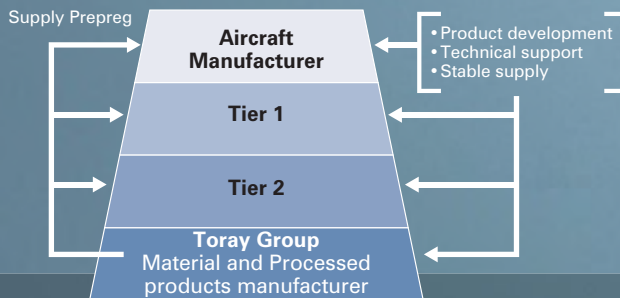 Supply Prepreg
Aircraft
Manufacturer
• Product development
• Technical support
• Stable supply
Tier 1
Tier 2
Toray Group
Material and Processed
products manufacturer